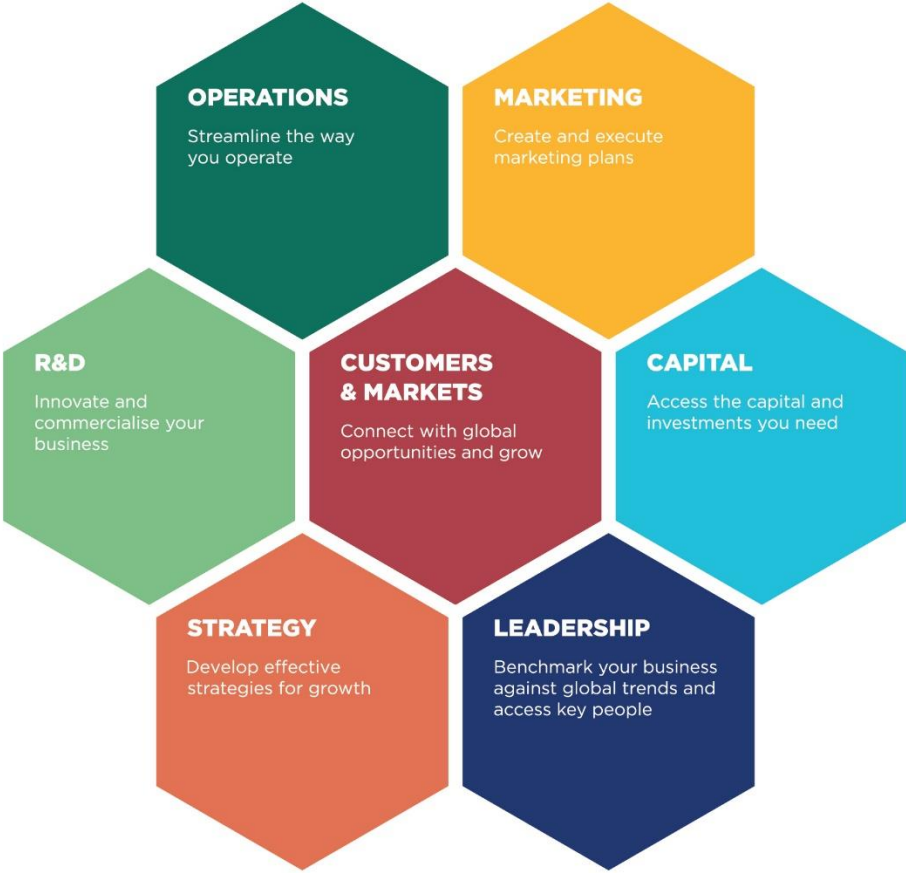 OPERATIONS
Streamline the way
you operate
MARKETING
Create and execute
marketing plans
R&D
Innovate and
commercialise your
business
CUSTOMERS
& MARKETS
Connect with global
opportunities and grow
CAPITAL
Access the capital and
investments you need
STRATEGY
Develop effective
strategies for growth
LEADERSHIP
Benchmark your business
against global trends and
access key people